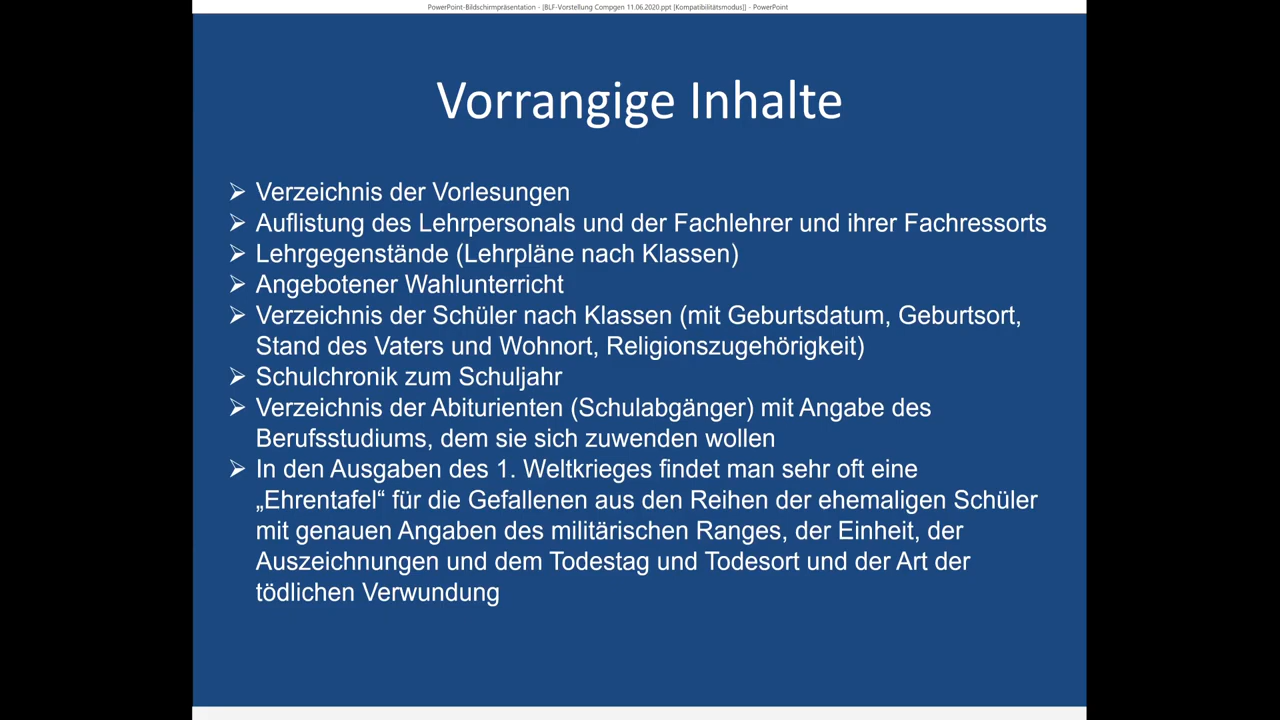 PowerPoint-Bildschirmpräsentation - [BLF-Vorstellung Compgen 11.06.2020.ppt [Kompatibilitätsmodus]] - PowerPoint
Vorrangige Inhalte
➢ Verzeichnis der Vorlesungen
➢ Auflistung des Lehrpersonals und der Fachlehrer und ihrer Fachressorts
➢ Lehrgegenstände (Lehrpläne nach Klassen)
➢ Angebotener Wahlunterricht
➢ Verzeichnis der Schüler nach Klassen (mit Geburtsdatum, Geburtsort,
Stand des Vaters und Wohnort, Religionszugehörigkeit)
➢ Schulchronik zum Schuljahr
➢ Verzeichnis der Abiturienten (Schulabgänger) mit Angabe des
Berufsstudiums, dem sie sich zuwenden wollen
➢ In den Ausgaben des 1. Weltkrieges findet man sehr oft eine
„Ehrentafel“ für die Gefallenen aus den Reihen der ehemaligen Schüler
mit genauen Angaben des militärischen Ranges, der Einheit, der
Auszeichnungen und dem Todestag und Todesort und der Art der
tödlichen Verwundung